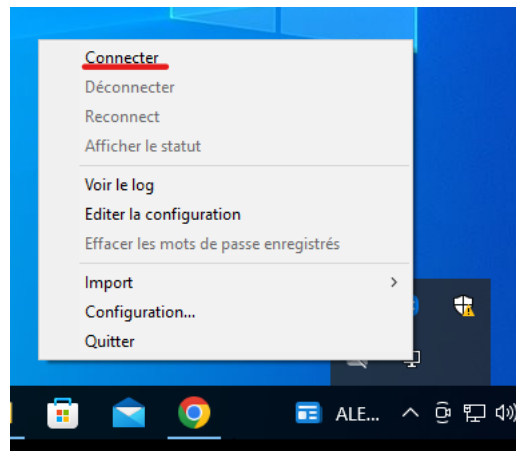 Connecter
Déconnecter
Reconnect
Afficher le statut
Voir le log
Editer la configuration
Effacer les mots de passe enregistrés
Import
Configuration...
Quitter
ALE...